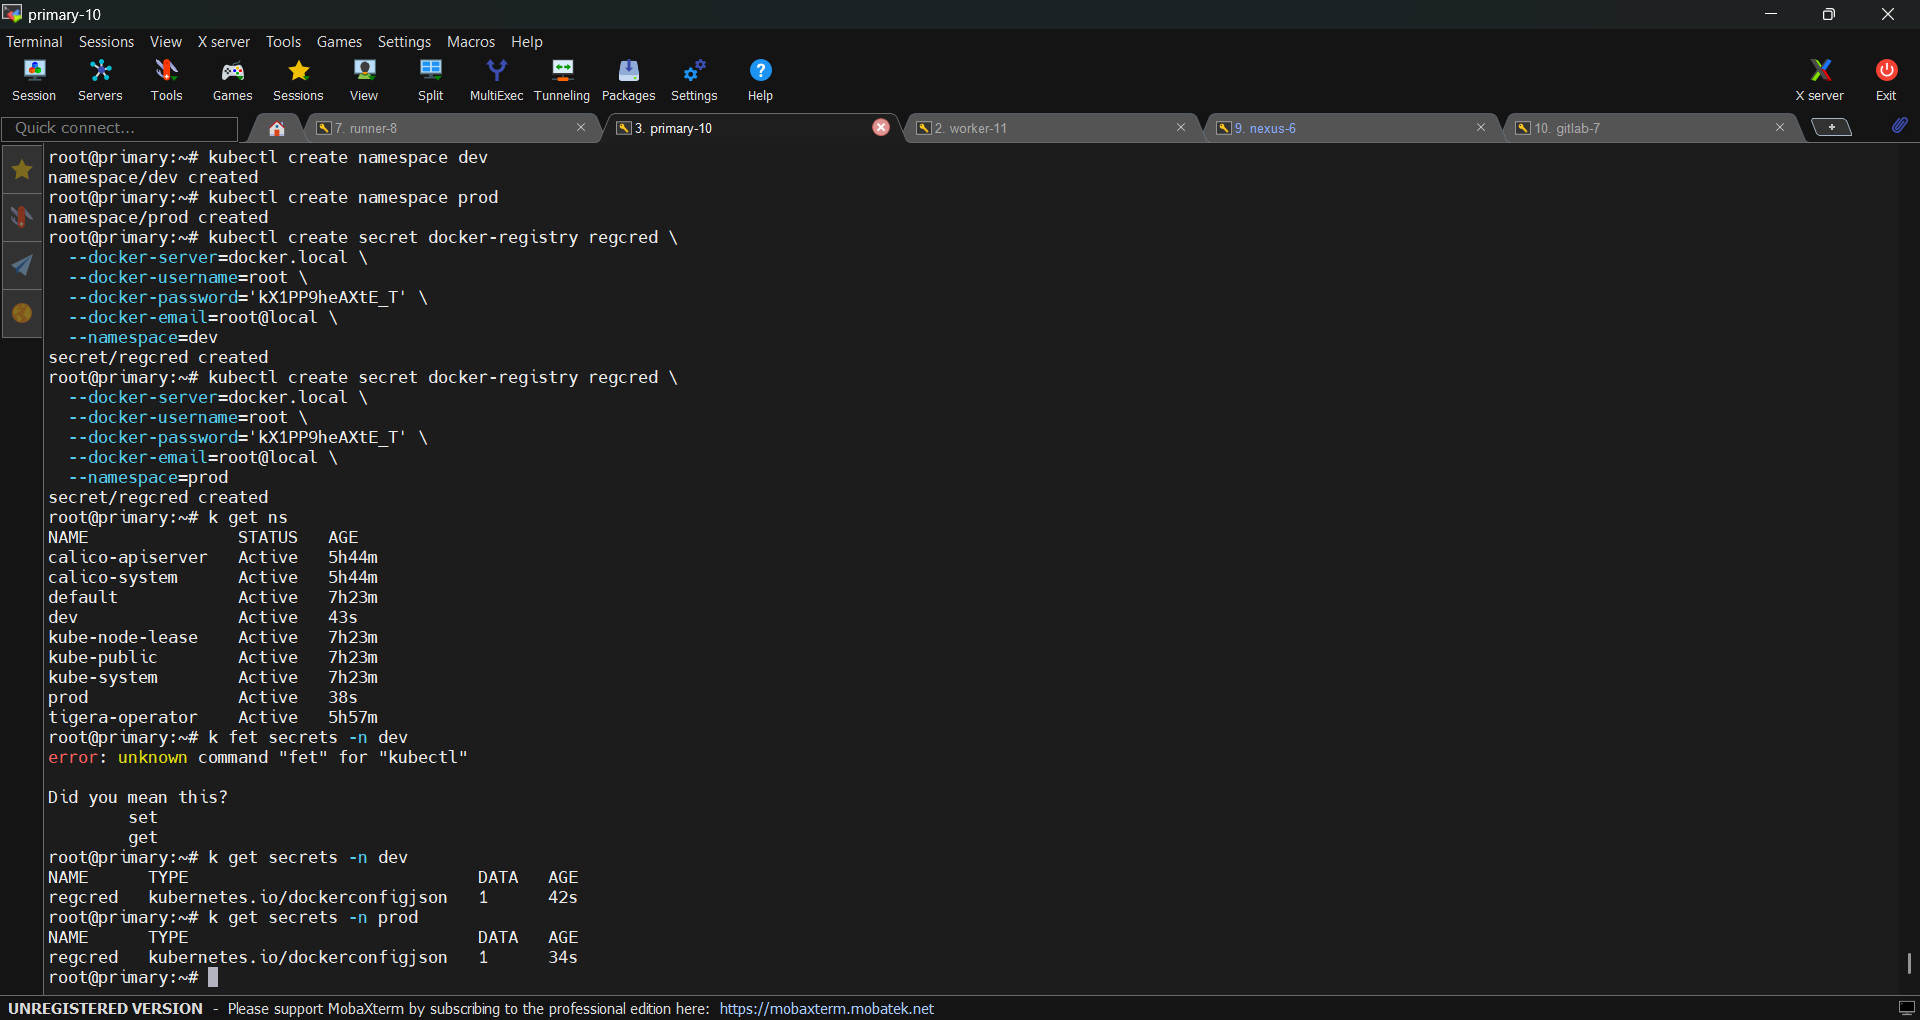 primary-10
Terminal Sessions View X server Tools Games Settings Macros Help
Session Servers Tools Games Sessions View Split MultiExec Tunneling Packages Settings Help X server Exit
Quick connect... 7. runner-8 3. primary-10 2. worker-11 9. nexus-6 10. gitlab-7
root@primary:~# kubectl create namespace dev
namespace/dev created
root@primary:~# kubectl create namespace prod
namespace/prod created
root@primary:~# kubectl create secret docker-registry regcred \
  --docker-server=docker.local \
  --docker-username=root \
  --docker-password='kX1PP9heAXtE_T' \
  --docker-email=root@local \
  --namespace=dev
secret/regcred created
root@primary:~# kubectl create secret docker-registry regcred \
  --docker-server=docker.local \
  --docker-username=root \
  --docker-password='kX1PP9heAXtE_T' \
  --docker-email=root@local \
  --namespace=prod
secret/regcred created
root@primary:~# k get ns
NAME               STATUS   AGE
calico-apiserver   Active   5h44m
calico-system      Active   5h44m
default            Active   7h23m
dev                Active   43s
kube-node-lease    Active   7h23m
kube-public        Active   7h23m
kube-system        Active   7h23m
prod               Active   38s
tigera-operator    Active   5h57m
root@primary:~# k fet secrets -n dev
error: unknown command "fet" for "kubectl"
Did you mean this?
        set
        get
root@primary:~# k get secrets -n dev
NAME      TYPE                             DATA   AGE
regcred   kubernetes.io/dockerconfigjson   1      42s
root@primary:~# k get secrets -n prod
NAME      TYPE                             DATA   AGE
regcred   kubernetes.io/dockerconfigjson   1      34s
root@primary:~#
UNREGISTERED VERSION - Please support MobaXterm by subscribing to the professional edition here: https://mobaxterm.mobatek.net